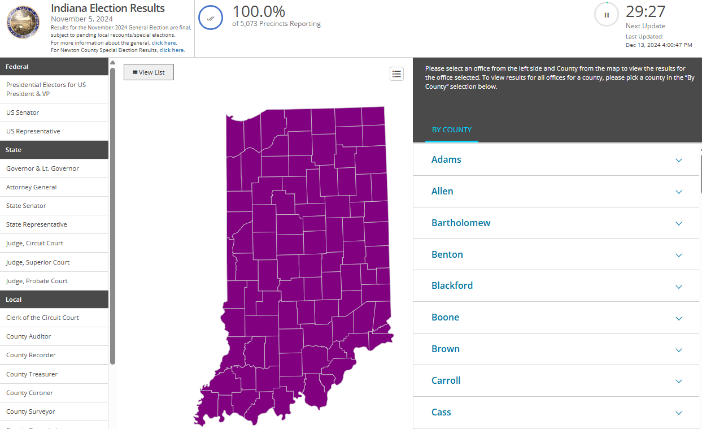 Indiana Election Results
November 5, 2024
Results for the November 2024 General Election are final,
subject to pending local recounts/special elections.
For more information about the general, click here.
For Newton County Special Election Results, click here.
100.0%
of 5,073 Precincts Reporting
29:27
Next Update
Last Updated:
Dec 13, 2024 4:00:47 PM
Federal
Presidential Electors for US
President & VP
US Senator
US Representative
State
Governor & Lt. Governor
Attorney General
State Senator
State Representative
Judge, Circuit Court
Judge, Superior Court
Judge, Probate Court
Local
Clerk of the Circuit Court
County Auditor
County Recorder
County Treasurer
County Coroner
County Surveyor
View List
Please select an office from the left side and County from the map to view the results for
the office selected. To view results for all offices for a county, please pick a county in the "By
County" selection below.
BY COUNTY
Adams
Allen
Bartholomew
Benton
Blackford
Boone
Brown
Carroll
Cass